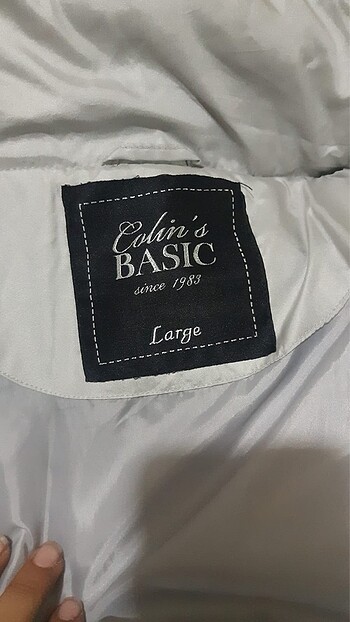 Colin's
BASIC
since 1983
Large